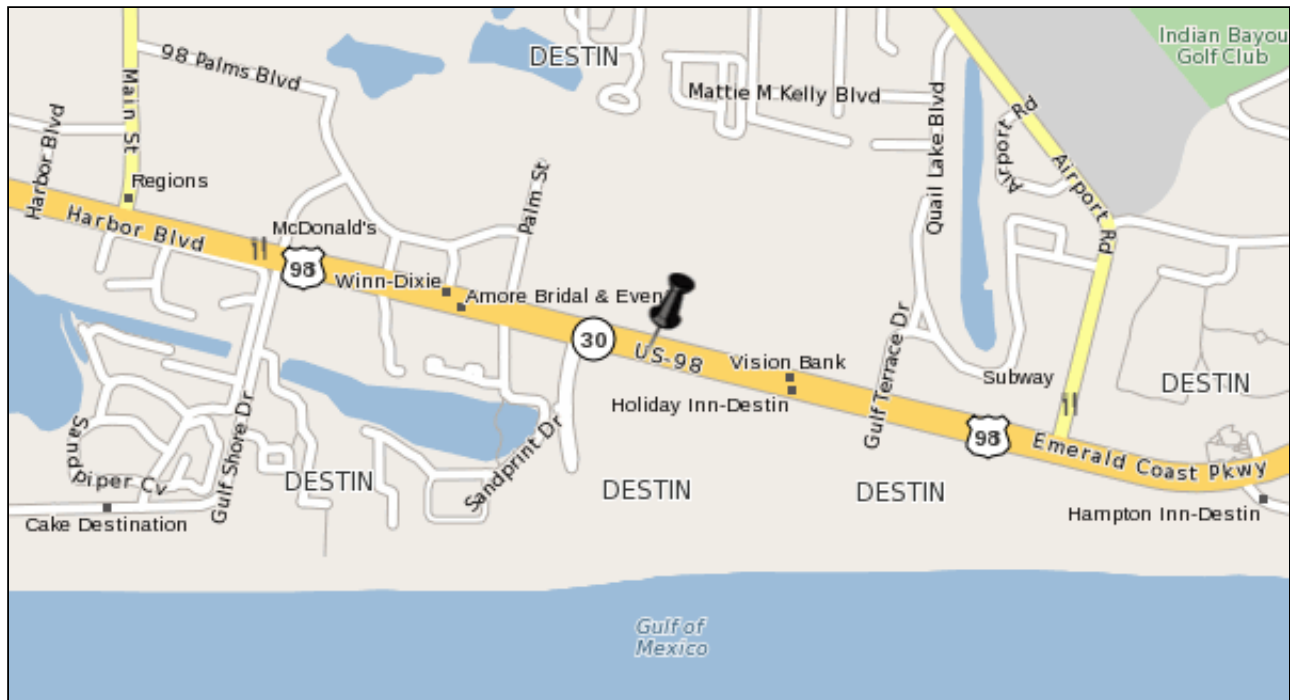 Indian Bayou
Golf Club
DESTIN
98 Palms Blvd
Main St
Mattie M Kelly Blvd
Harbor Blvd
Airport Rd
Airport
Airport Rd
Quail Lake Blvd
Regions
Palm St
Harbor Blvd
McDonald's
98
Winn-Dixie
Amore Bridal & Even
30
US-98
Vision Bank
Holiday Inn-Destin
Gulf Terrace Dr
Subway
DESTIN
98
Emerald Coast Pkwy
Sandpiper Cv
Gulf Shore Dr
Sandprint Dr
DESTIN
DESTIN
DESTIN
Cake Destination
Hampton Inn-Destin
Gulf of
Mexico